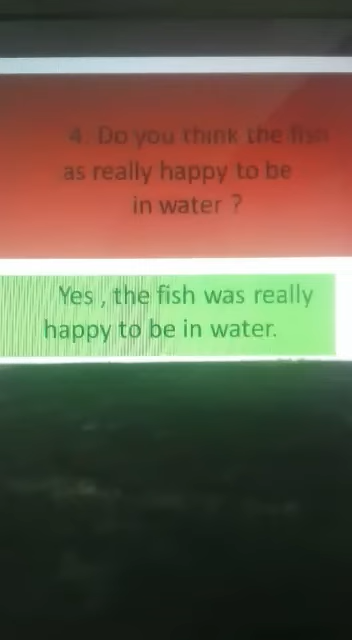 4. Do you think the fish
as really happy to be
in water ?
Yes , the fish was really
happy to be in water.